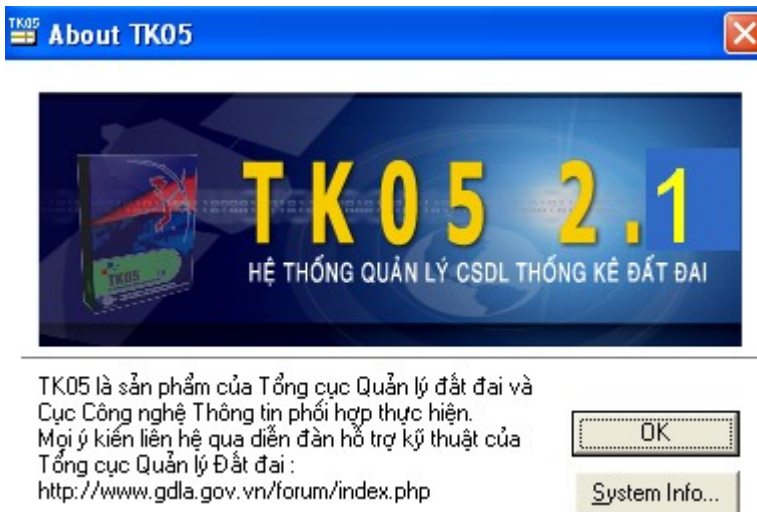 TK05
About TK05
TK05 2.1
HỆ THỐNG QUẢN LÝ CSDL THỐNG KÊ ĐẤT ĐAI
TK05
TK05 là sản phẩm của Tổng cục Quản lý đất đai và
Cục Công nghệ Thông tin phối hợp thực hiện.
Mọi ý kiến liên hệ qua diễn đàn hỗ trợ kỹ thuật của
Tổng cục Quản lý Đất đai :
http://www.gdla.gov.vn/forum/index.php
OK
System Info...